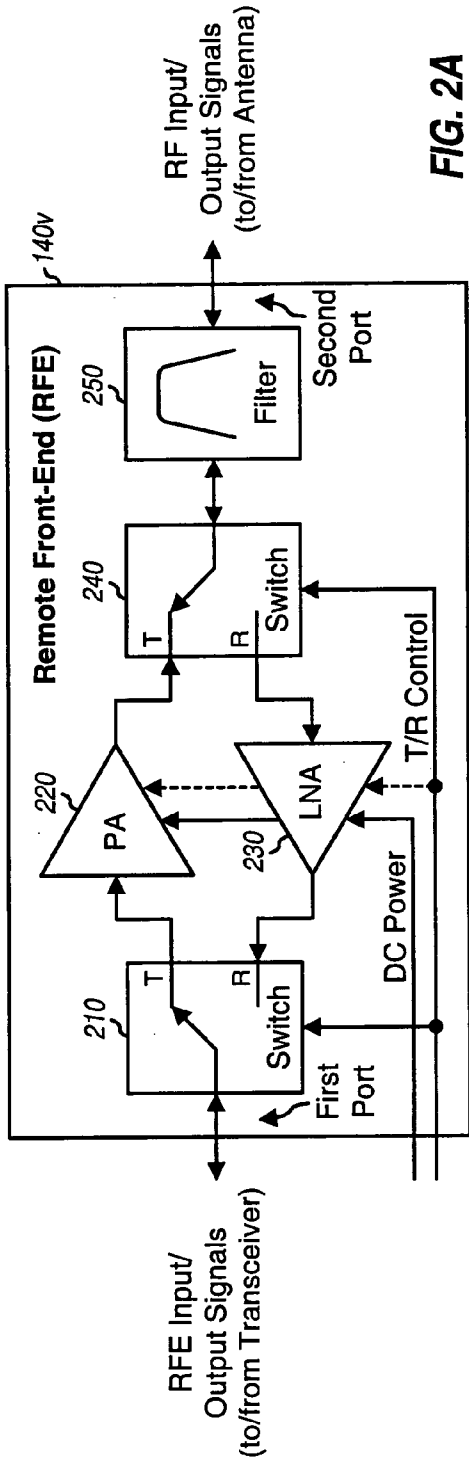 140v
Remote Front-End (RFE)
RFE Input/
Output Signals
(to/from Transceiver)
First
Port
210
T
R
Switch
220
PA
230
LNA
240
T
R
Switch
250
Filter
Second
Port
RF Input/
Output Signals
(to/from Antenna)
DC Power
T/R Control
FIG. 2A